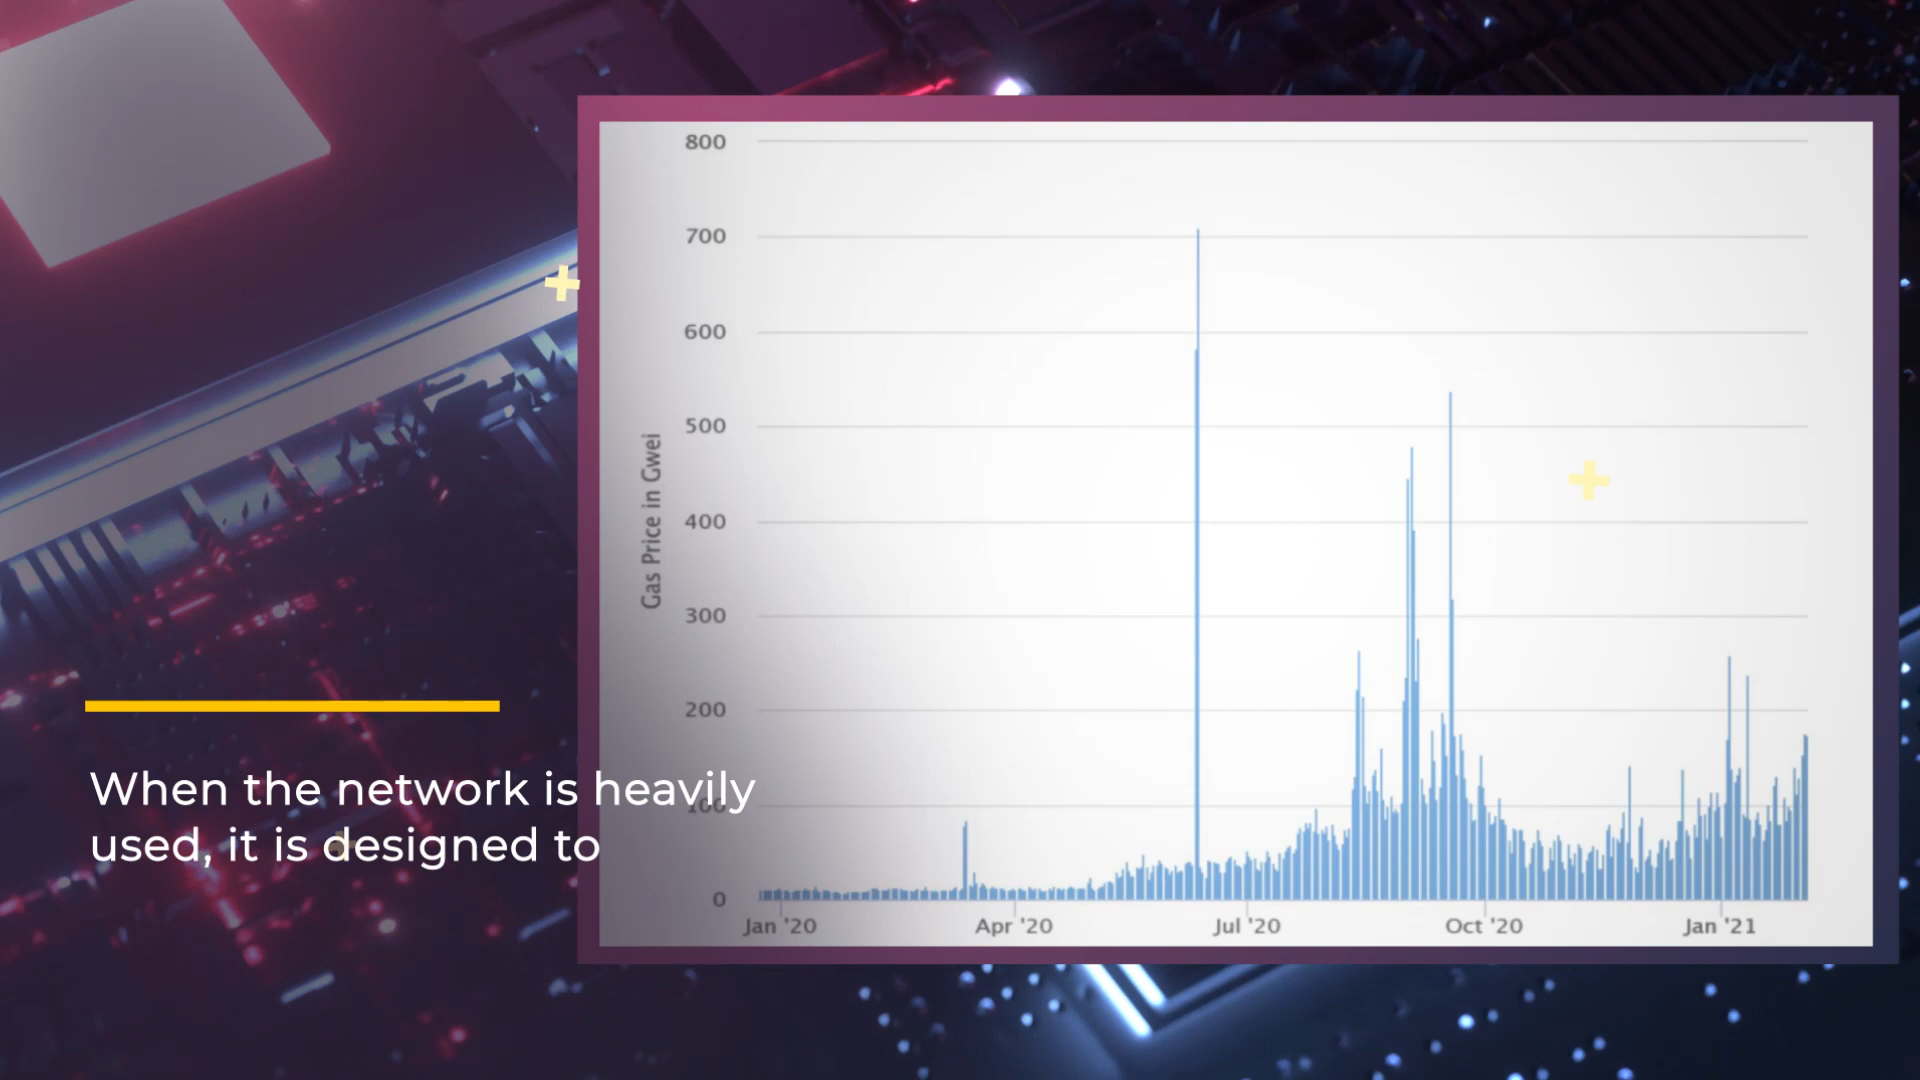 800
700
600
500
400
300
200
100
0
Gas Price in Gwei
Jan '20
Apr '20
Jul '20
Oct '20
Jan '21
When the network is heavily
used, it is designed to